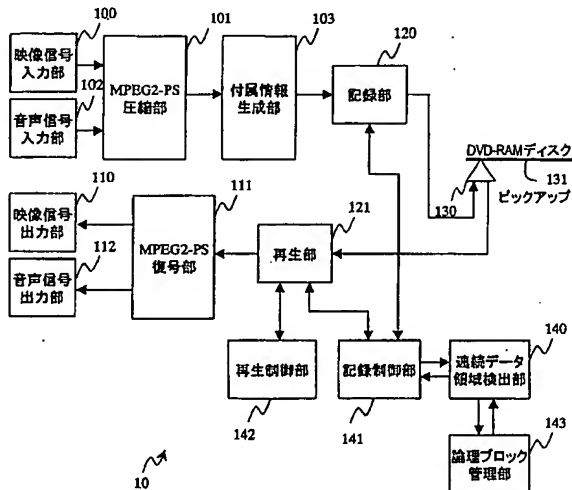 100
映像信号
入力部
102
音声信号
入力部
101
MPEG2-PS
圧縮部
103
付属情報
生成部
120
記録部
DVD-RAMディスク
131
130
ピックアップ
110
映像信号
出力部
112
音声信号
出力部
111
MPEG2-PS
復号部
121
再生部
再生制御部
142
記録制御部
141
連続データ
領域検出部
140
論理ブロック
管理部
143
10